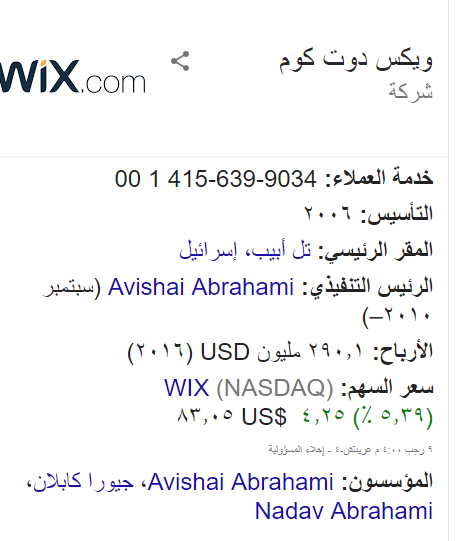 WiX.com
ويكس دوت كوم
شركة
خدمة العملاء: 00 1 415-639-9034
التأسيس: ٢٠٠٦
المقر الرئيسي: تل أبيب، إسرائيل
الرئيس التنفيذي: Avishai Abrahami (سبتمبر
٢٠١٠–)
الأرباح: ٢٩٠٫١ مليون USD (٢٠١٦)
سعر السهم: WIX (NASDAQ)
٨٣٫٠٥ US$ ٤٫٢٥ (٥٫٣٩ ٪)
٩ رجب ٤:٠٠ م غرينتش-٤ - إخلاء المسؤولية
المؤسسون: Avishai Abrahami، جيورا كابلان،
Nadav Abrahami